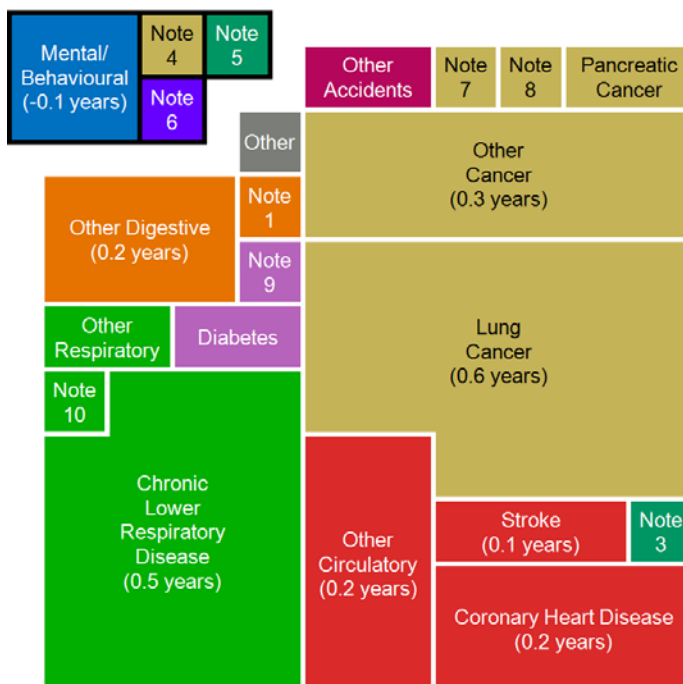 Mental/
Behavioural
(-0.1 years)
Note
4
Note
5
Note
6
Other
Accidents
Note
7
Note
8
Pancreatic
Cancer
Other
Other
Cancer
(0.3 years)
Other Digestive
(0.2 years)
Note
1
Note
9
Other
Respiratory
Diabetes
Lung
Cancer
(0.6 years)
Note
10
Chronic
Lower
Respiratory
Disease
(0.5 years)
Other
Circulatory
(0.2 years)
Stroke
(0.1 years)
Note
3
Coronary Heart Disease
(0.2 years)